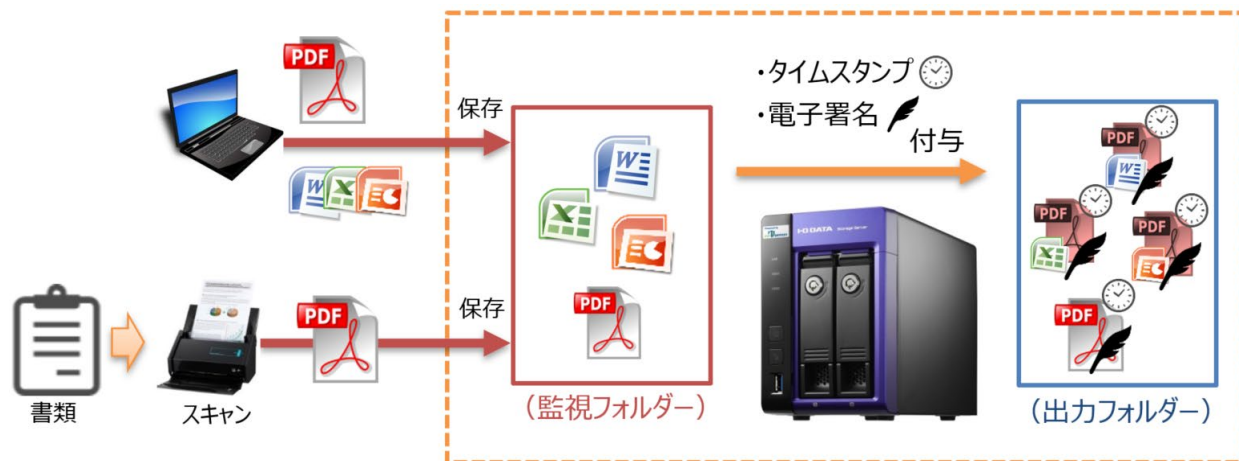 PDF
保存
・タイムスタンプ
・電子署名
付与
W
X
W
X
PDF
W
PDF
PDF
X
I-O DATA
書類
スキャン
PDF
保存
PDF
PDF
(監視フォルダー)
(出力フォルダー)